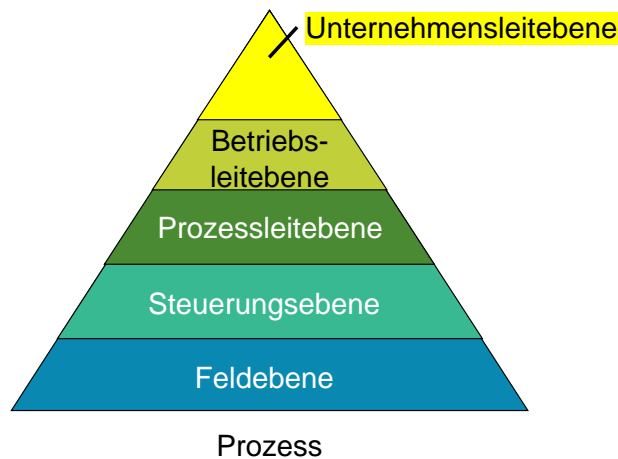 Unternehmensleitebene
Betriebs-
leitebene
Prozessleitebene
Steuerungsebene
Feldebene
Prozess